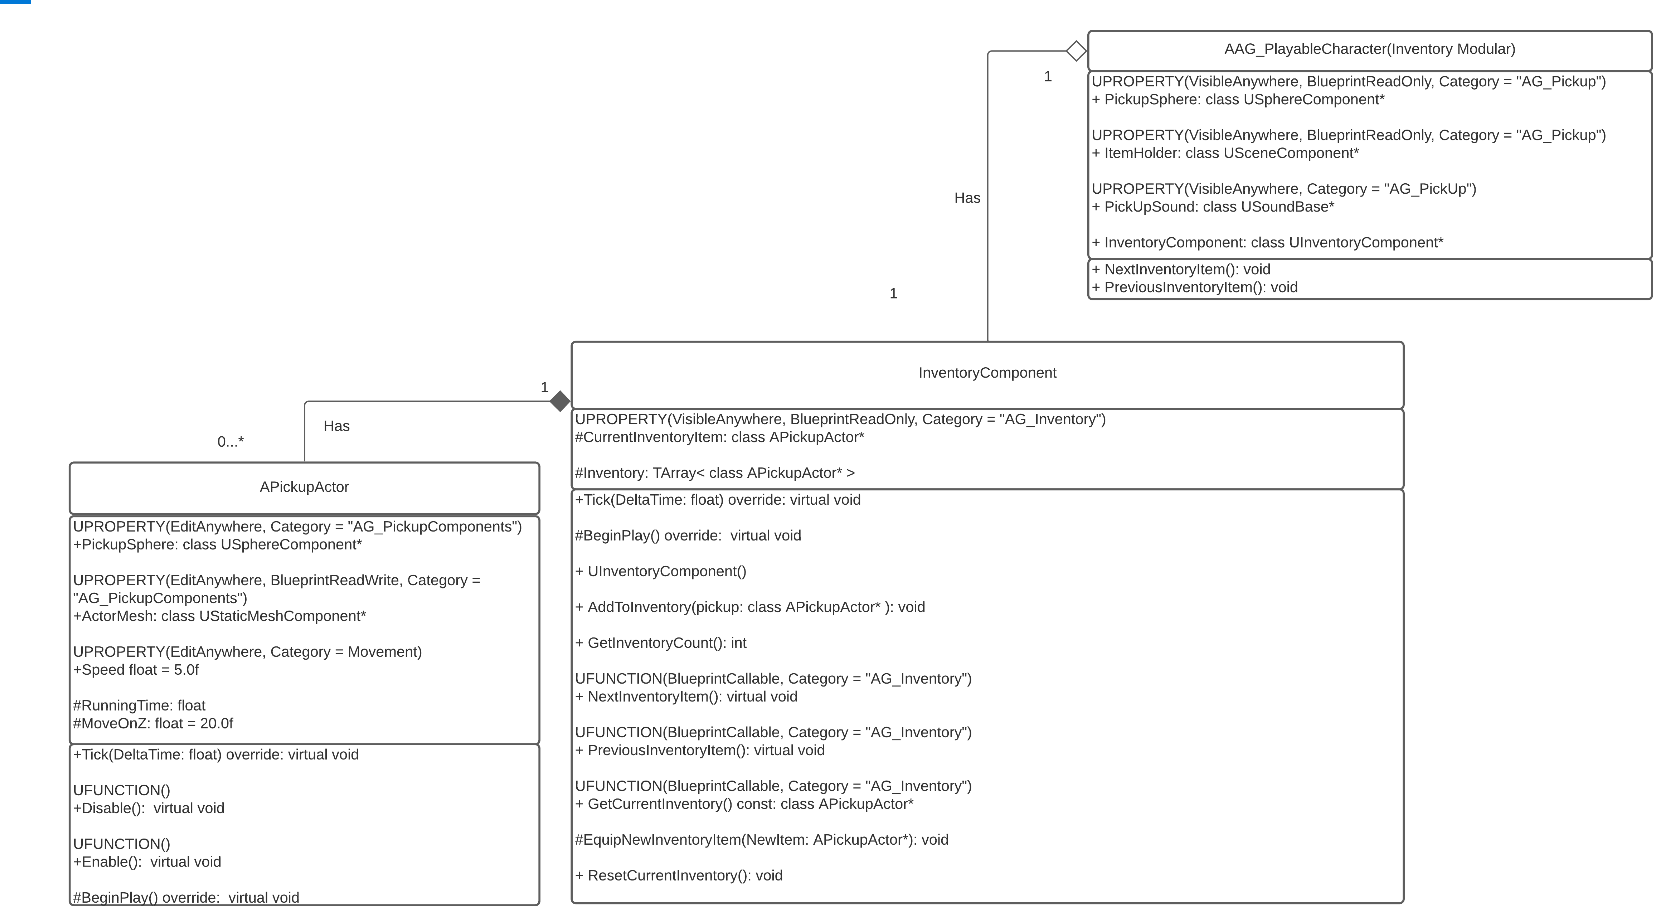 AAG_PlayableCharacter(Inventory Modular)
UPROPERTY(VisibleAnywhere, BlueprintReadOnly, Category = "AG_Pickup")
+ PickupSphere: class USphereComponent*
UPROPERTY(VisibleAnywhere, BlueprintReadOnly, Category = "AG_Pickup")
+ ItemHolder: class USceneComponent*
UPROPERTY(VisibleAnywhere, Category = "AG_PickUp")
+ PickUpSound: class USoundBase*
+ InventoryComponent: class UInventoryComponent*
+ NextInventoryItem(): void
+ PreviousInventoryItem(): void
1
Has
1
InventoryComponent
UPROPERTY(VisibleAnywhere, BlueprintReadOnly, Category = "AG_Inventory")
#CurrentInventoryItem: class APickupActor*
#Inventory: TArray< class APickupActor* >
+Tick(DeltaTime: float) override: virtual void
#BeginPlay() override:  virtual void
+ UInventoryComponent()
+ AddToInventory(pickup: class APickupActor* ): void
+ GetInventoryCount(): int
UFUNCTION(BlueprintCallable, Category = "AG_Inventory")
+ NextInventoryItem(): virtual void
UFUNCTION(BlueprintCallable, Category = "AG_Inventory")
+ PreviousInventoryItem(): virtual void
UFUNCTION(BlueprintCallable, Category = "AG_Inventory")
+ GetCurrentInventory() const: class APickupActor*
#EquipNewInventoryItem(NewItem: APickupActor*): void
+ ResetCurrentInventory(): void
1
Has
0...*
APickupActor
UPROPERTY(EditAnywhere, Category = "AG_PickupComponents")
+PickupSphere: class USphereComponent*
UPROPERTY(EditAnywhere, BlueprintReadWrite, Category =
"AG_PickupComponents")
+ActorMesh: class UStaticMeshComponent*
UPROPERTY(EditAnywhere, Category = Movement)
+Speed float = 5.0f
#RunningTime: float
#MoveOnZ: float = 20.0f
+Tick(DeltaTime: float) override: virtual void
UFUNCTION()
+Disable():  virtual void
UFUNCTION()
+Enable():  virtual void
#BeginPlay() override:  virtual void